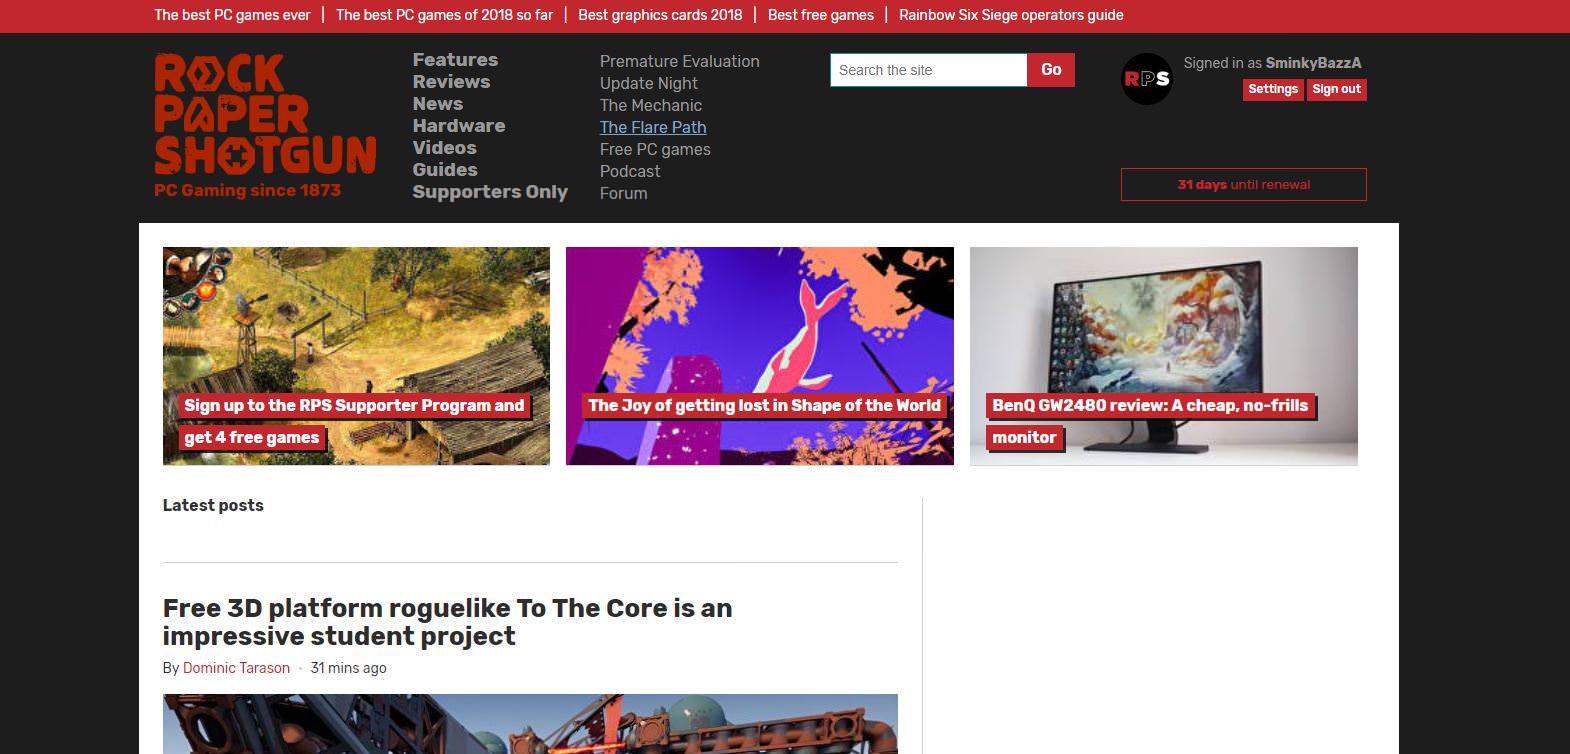 The best PC games ever | The best PC games of 2018 so far | Best graphics cards 2018 | Best free games | Rainbow Six Siege operators guide
ROCK
PAPER
SHOTGUN
PC Gaming since 1873
Features
Reviews
News
Hardware
Videos
Guides
Supporters Only
Premature Evaluation
Update Night
The Mechanic
The Flare Path
Free PC games
Podcast
Forum
Search the site
Go
RPS
Signed in as SminkyBazzA
Settings
Sign out
31 days until renewal
Sign up to the RPS Supporter Program and
get 4 free games
The Joy of getting lost in Shape of the World
BenQ GW2480 review: A cheap, no-frills
monitor
Latest posts
Free 3D platform roguelike To The Core is an
impressive student project
By Dominic Tarason • 31 mins ago